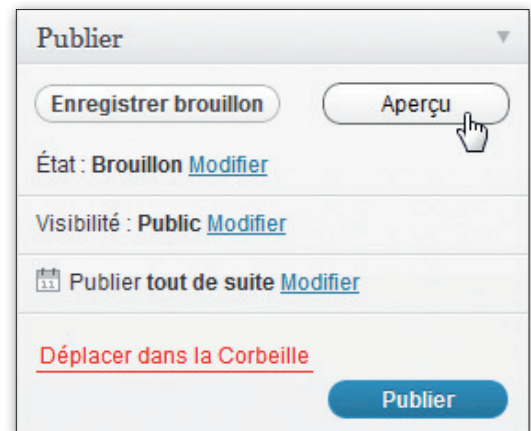 Publier
Enregistrer brouillon Aperçu
État : Brouillon Modifier
Visibilité : Public Modifier
11 Publier tout de suite Modifier
Déplacer dans la Corbeille
Publier